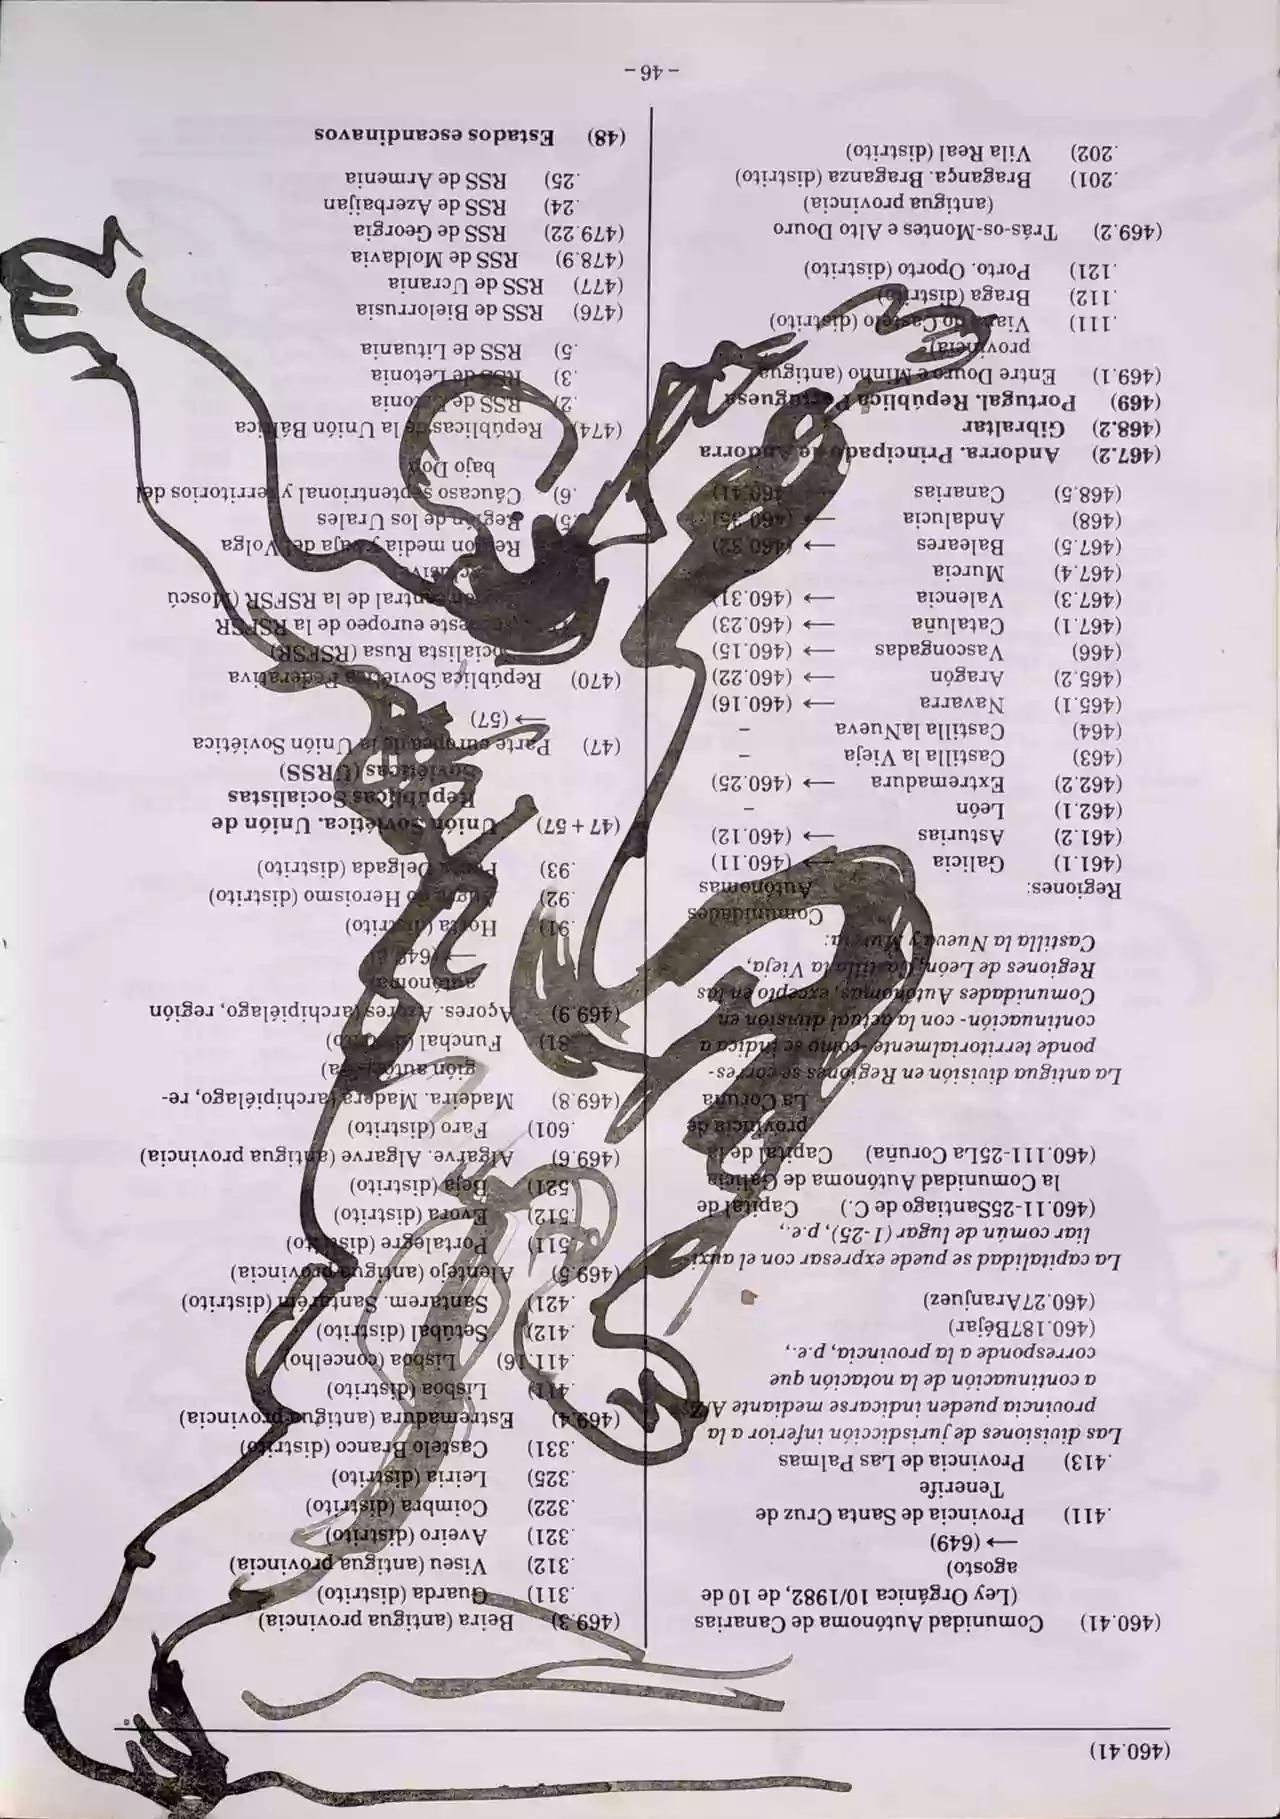 (460.41)
(460.41) Comunidad Autónoma de Canarias
(Ley Orgánica 10/1982, de 10 de
agosto)
→ (649)
.411) Provincia de Santa Cruz de
Tenerife
.413) Provincia de Las Palmas
Las divisiones de jurisdicción inferior a la
provincia pueden indicarse mediante A/Z
a continuación de la notación que
corresponde a la provincia, p.e.,
(460.187Béjar)
(460.27Aranjuez)
La capitalidad se puede expresar con el auxi-
liar común de lugar (1-25), p.e.,
(460.11-25Santiago de C.) Capital de
la Comunidad Autónoma de Galicia
(460.111-25La Coruña) Capital de la
provincia de
La Coruña
La antigua división en Regiones se corres-
ponde territorialmente -como se indica a
continuación- con la actual división en
Comunidades Autónomas, excepto en las
Regiones de León, Castilla la Vieja,
Castilla la Nueva y Murcia:
Comunidades
Regiones: Autónomas
(461.1) Galicia → (460.11)
(461.2) Asturias → (460.12)
(462.1) León –
(462.2) Extremadura → (460.25)
(463) Castilla la Vieja –
(464) Castilla la Nueva –
(465.1) Navarra → (460.16)
(465.2) Aragón → (460.22)
(466) Vascongadas → (460.15)
(467.1) Cataluña → (460.23)
(467.3) Valencia → (460.31)
(467.4) Murcia
(467.5) Baleares → (460.32)
(468) Andalucia → (460.35)
(468.5) Canarias → (460.41)
(467.2) Andorra. Principado de Andorra
(468.2) Gibraltar
(469) Portugal. República Portuguesa
(469.1) Entre Douro e Minho (antigua
provincia)
.111) Viana do Castelo (distrito)
.112) Braga (distrito)
.121) Porto. Oporto (distrito)
(469.2) Trás-os-Montes e Alto Douro
(antigua provincia)
.201) Bragança. Braganza (distrito)
.202) Vila Real (distrito)
(469.3) Beira (antigua provincia)
.311) Guarda (distrito)
.312) Viseu (antigua provincia)
.321) Aveiro (distrito)
.322) Coimbra (distrito)
.325) Leiria (distrito)
.331) Castelo Branco (distrito)
(469.4) Estremadura (antigua provincia)
.411) Lisboa (distrito)
.411.16) Lisboa (concelho)
.412) Setúbal (distrito)
.421) Santarem. Santarém (distrito)
(469.5) Alentejo (antigua provincia)
.511) Portalegre (distrito)
.512) Evora (distrito)
.521) Beja (distrito)
(469.6) Algarve. Algarve (antigua provincia)
.601) Faro (distrito)
(469.8) Madeira. Madera (archipiélago, re-
gión autónoma)
.81) Funchal (distrito)
(469.9) Açores. Azores (archipiélago, región
autónoma)
→ (649.9)
.91) Horta (distrito)
.92) Angra do Heroismo (distrito)
.93) Ponta Delgada (distrito)
(47 + 57) Unión Soviética. Unión de
Repúblicas Socialistas
Soviéticas (URSS)
(47) Parte europea de la Unión Soviética
→ (57)
(470) República Soviética Federativa
Socialista Rusa (RSFSR)
europeo de la RSFSR
central de la RSFSR (Moscú
Región media y baja del Volga
.5) Región de los Urales
.6) Cáucaso septentrional y territorios del
bajo Don
(474) Repúblicas de la Unión Báltica
.2) RSS de Estonia
.3) RSS de Letonia
.5) RSS de Lituania
(476) RSS de Bielorrusia
(477) RSS de Ucrania
(478.9) RSS de Moldavia
(479.22) RSS de Georgia
.24) RSS de Azerbaijan
.25) RSS de Armenia
(48) Estados escandinavos
– 46 –